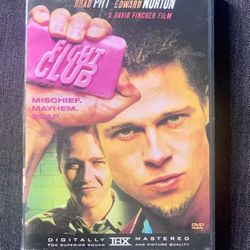 BRAD PITT EDWARD NORTON
A DAVID FINCHER FILM
FIGHT
CLUB
MISCHIEF.
MAYHEM.
SOAP.
DIGITALLY THX MASTERED
FOR SUPERIOR SOUND AND PICTURE QUALITY
DVD